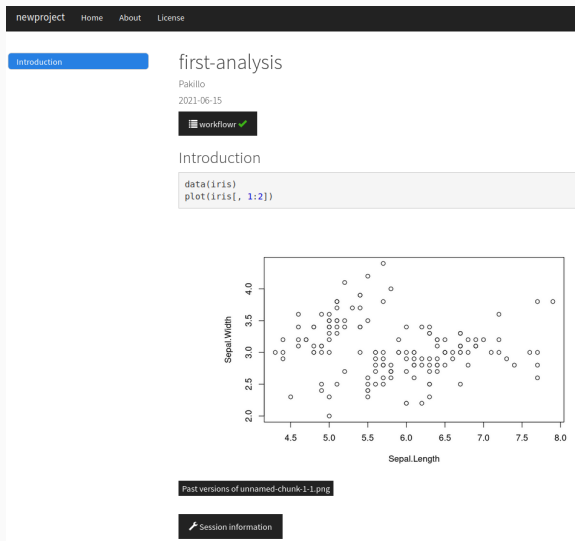 newproject Home About License
Introduction
first-analysis
Pakillo
2021-06-15
workflowr
Introduction
data(iris)
plot(iris[, 1:2])
Sepal.Width
2.0 2.5 3.0 3.5 4.0
4.5 5.0 5.5 6.0 6.5 7.0 7.5 8.0
Sepal.Length
Past versions of unnamed-chunk-1-1.png
Session information